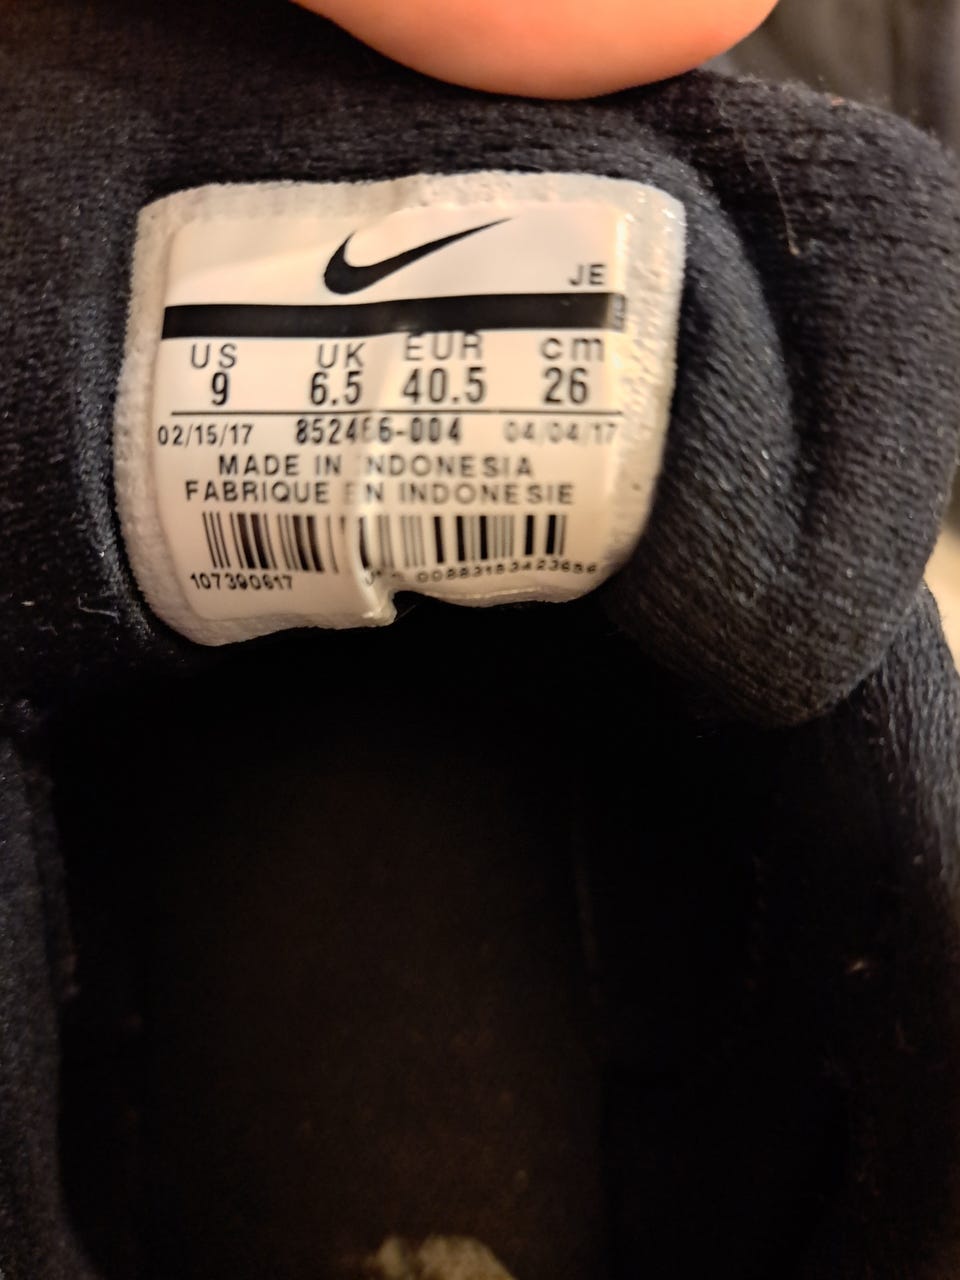 JE
US UK EUR cm
9 6.5 40.5 26
02/15/17 852466-004 04/04/17
MADE IN INDONESIA
FABRIQUE EN INDONESIE
107390617 00883183423656